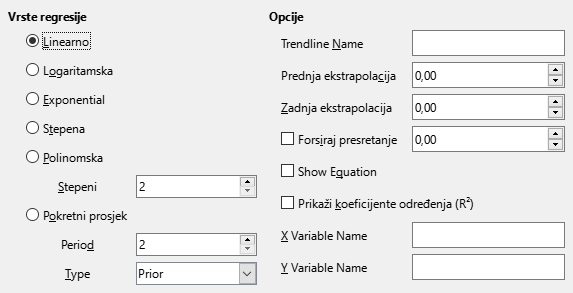 Vrste regresije
Linearno
Logaritamska
Exponential
Stepena
Polinomska
Stepeni 2
Pokretni prosjek
Period 2
Type Prior
Opcije
Trendline Name
Prednja ekstrapolacija 0,00
Zadnja ekstrapolacija 0,00
Forsiraj presretanje 0,00
Show Equation
Prikaži koeficijente određenja (R²)
X Variable Name
Y Variable Name